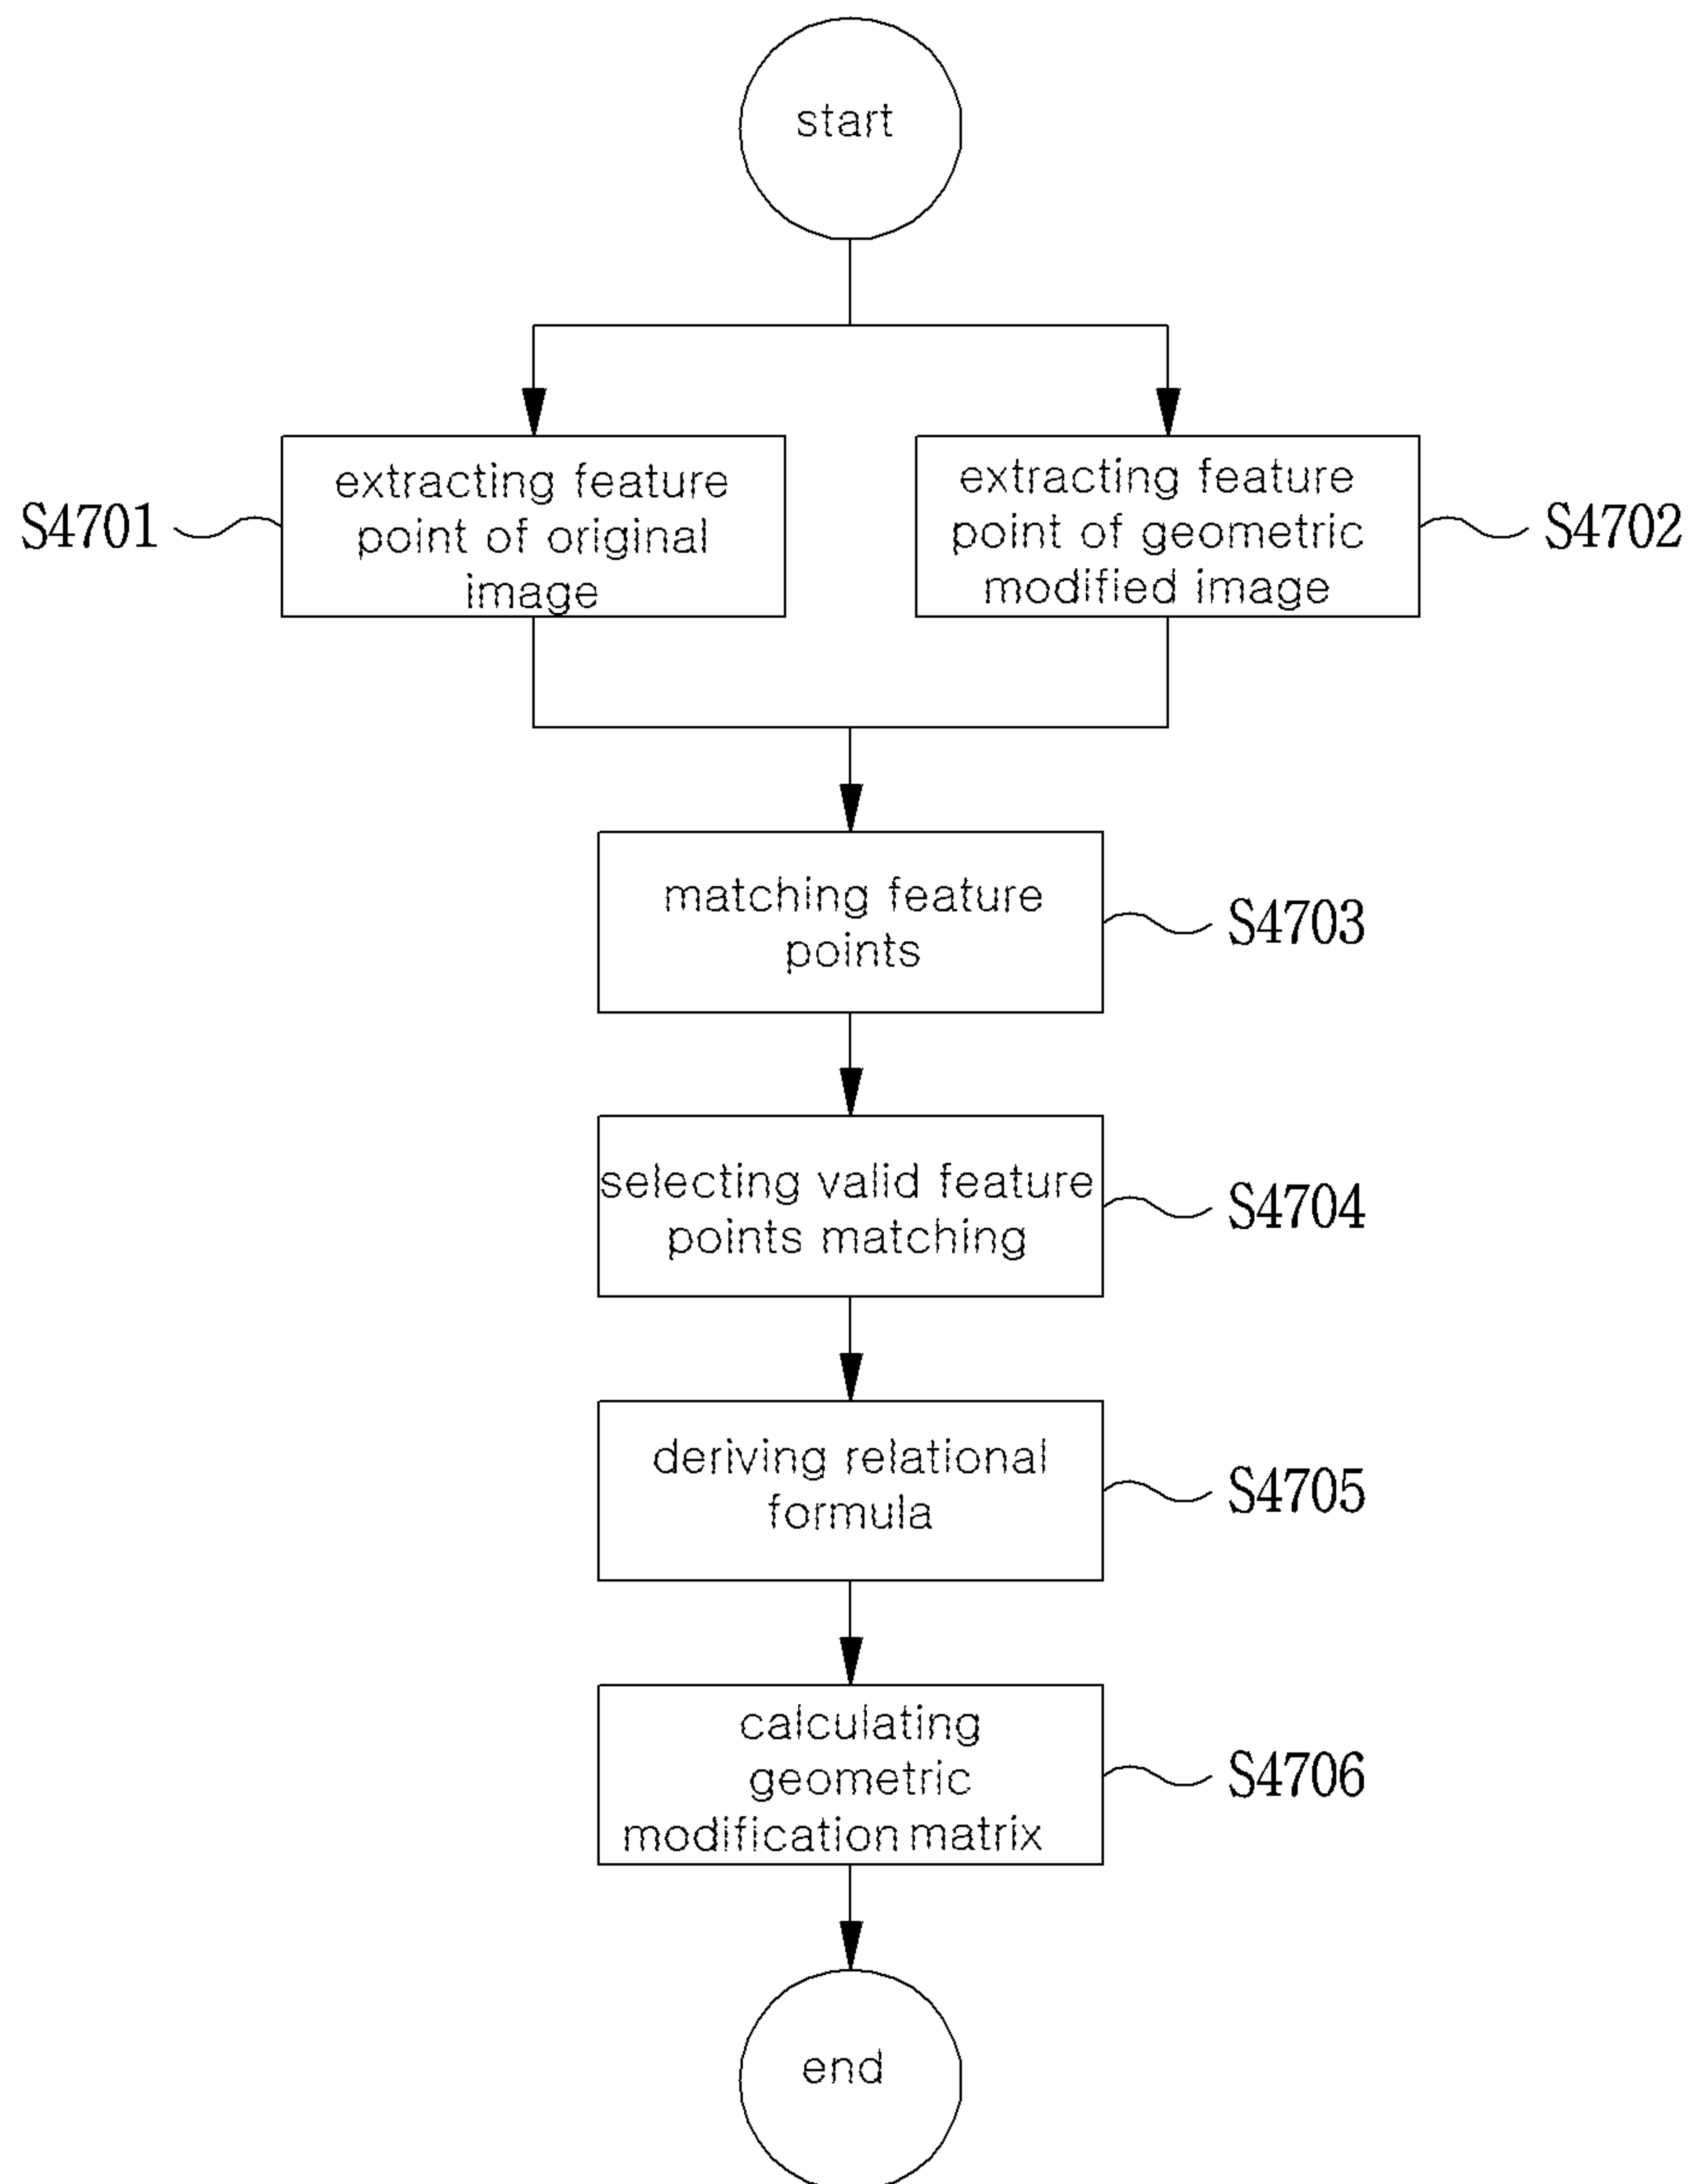 start
extracting feature
point of original
image
S4701
extracting feature
point of geometric
modified image
S4702
matching feature
points
S4703
selecting valid feature
points matching
S4704
deriving relational
formula
S4705
calculating
geometric
modification matrix
S4706
end